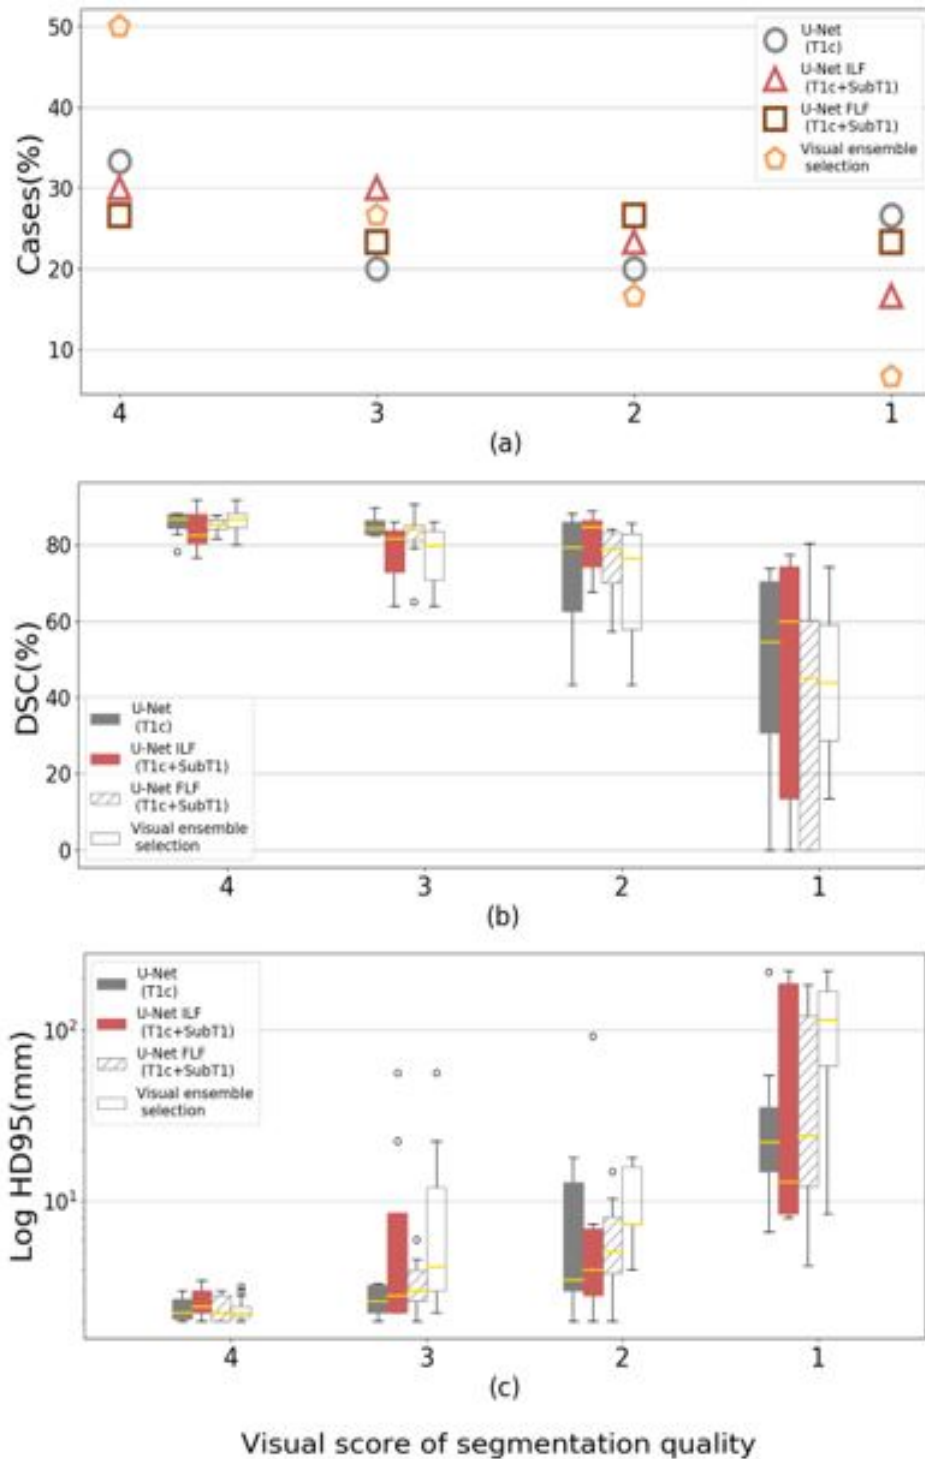 50
40
30
20
10
Cases(%)
U-Net
(T1c)
U-Net ILF
(T1c+SubT1)
U-Net FLF
(T1c+SubT1)
Visual ensemble
selection
4 3 2 1
(a)
80
60
40
20
0
DSC(%)
U-Net
(T1c)
U-Net ILF
(T1c+SubT1)
U-Net FLF
(T1c+SubT1)
Visual ensemble
selection
4 3 2 1
(b)
10²
10¹
Log HD95(mm)
U-Net
(T1c)
U-Net ILF
(T1c+SubT1)
U-Net FLF
(T1c+SubT1)
Visual ensemble
selection
4 3 2 1
(c)
Visual score of segmentation quality